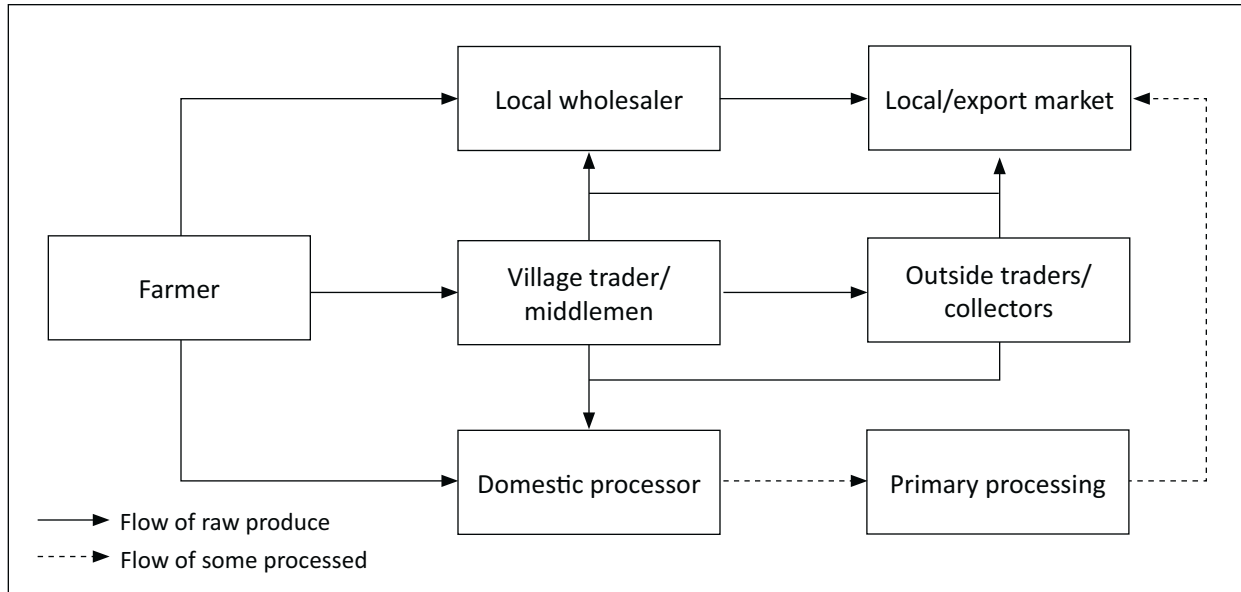 Local wholesaler
Local/export market
Farmer
Village trader/
middlemen
Outside traders/
collectors
Domestic processor
Primary processing
Flow of raw produce
Flow of some processed